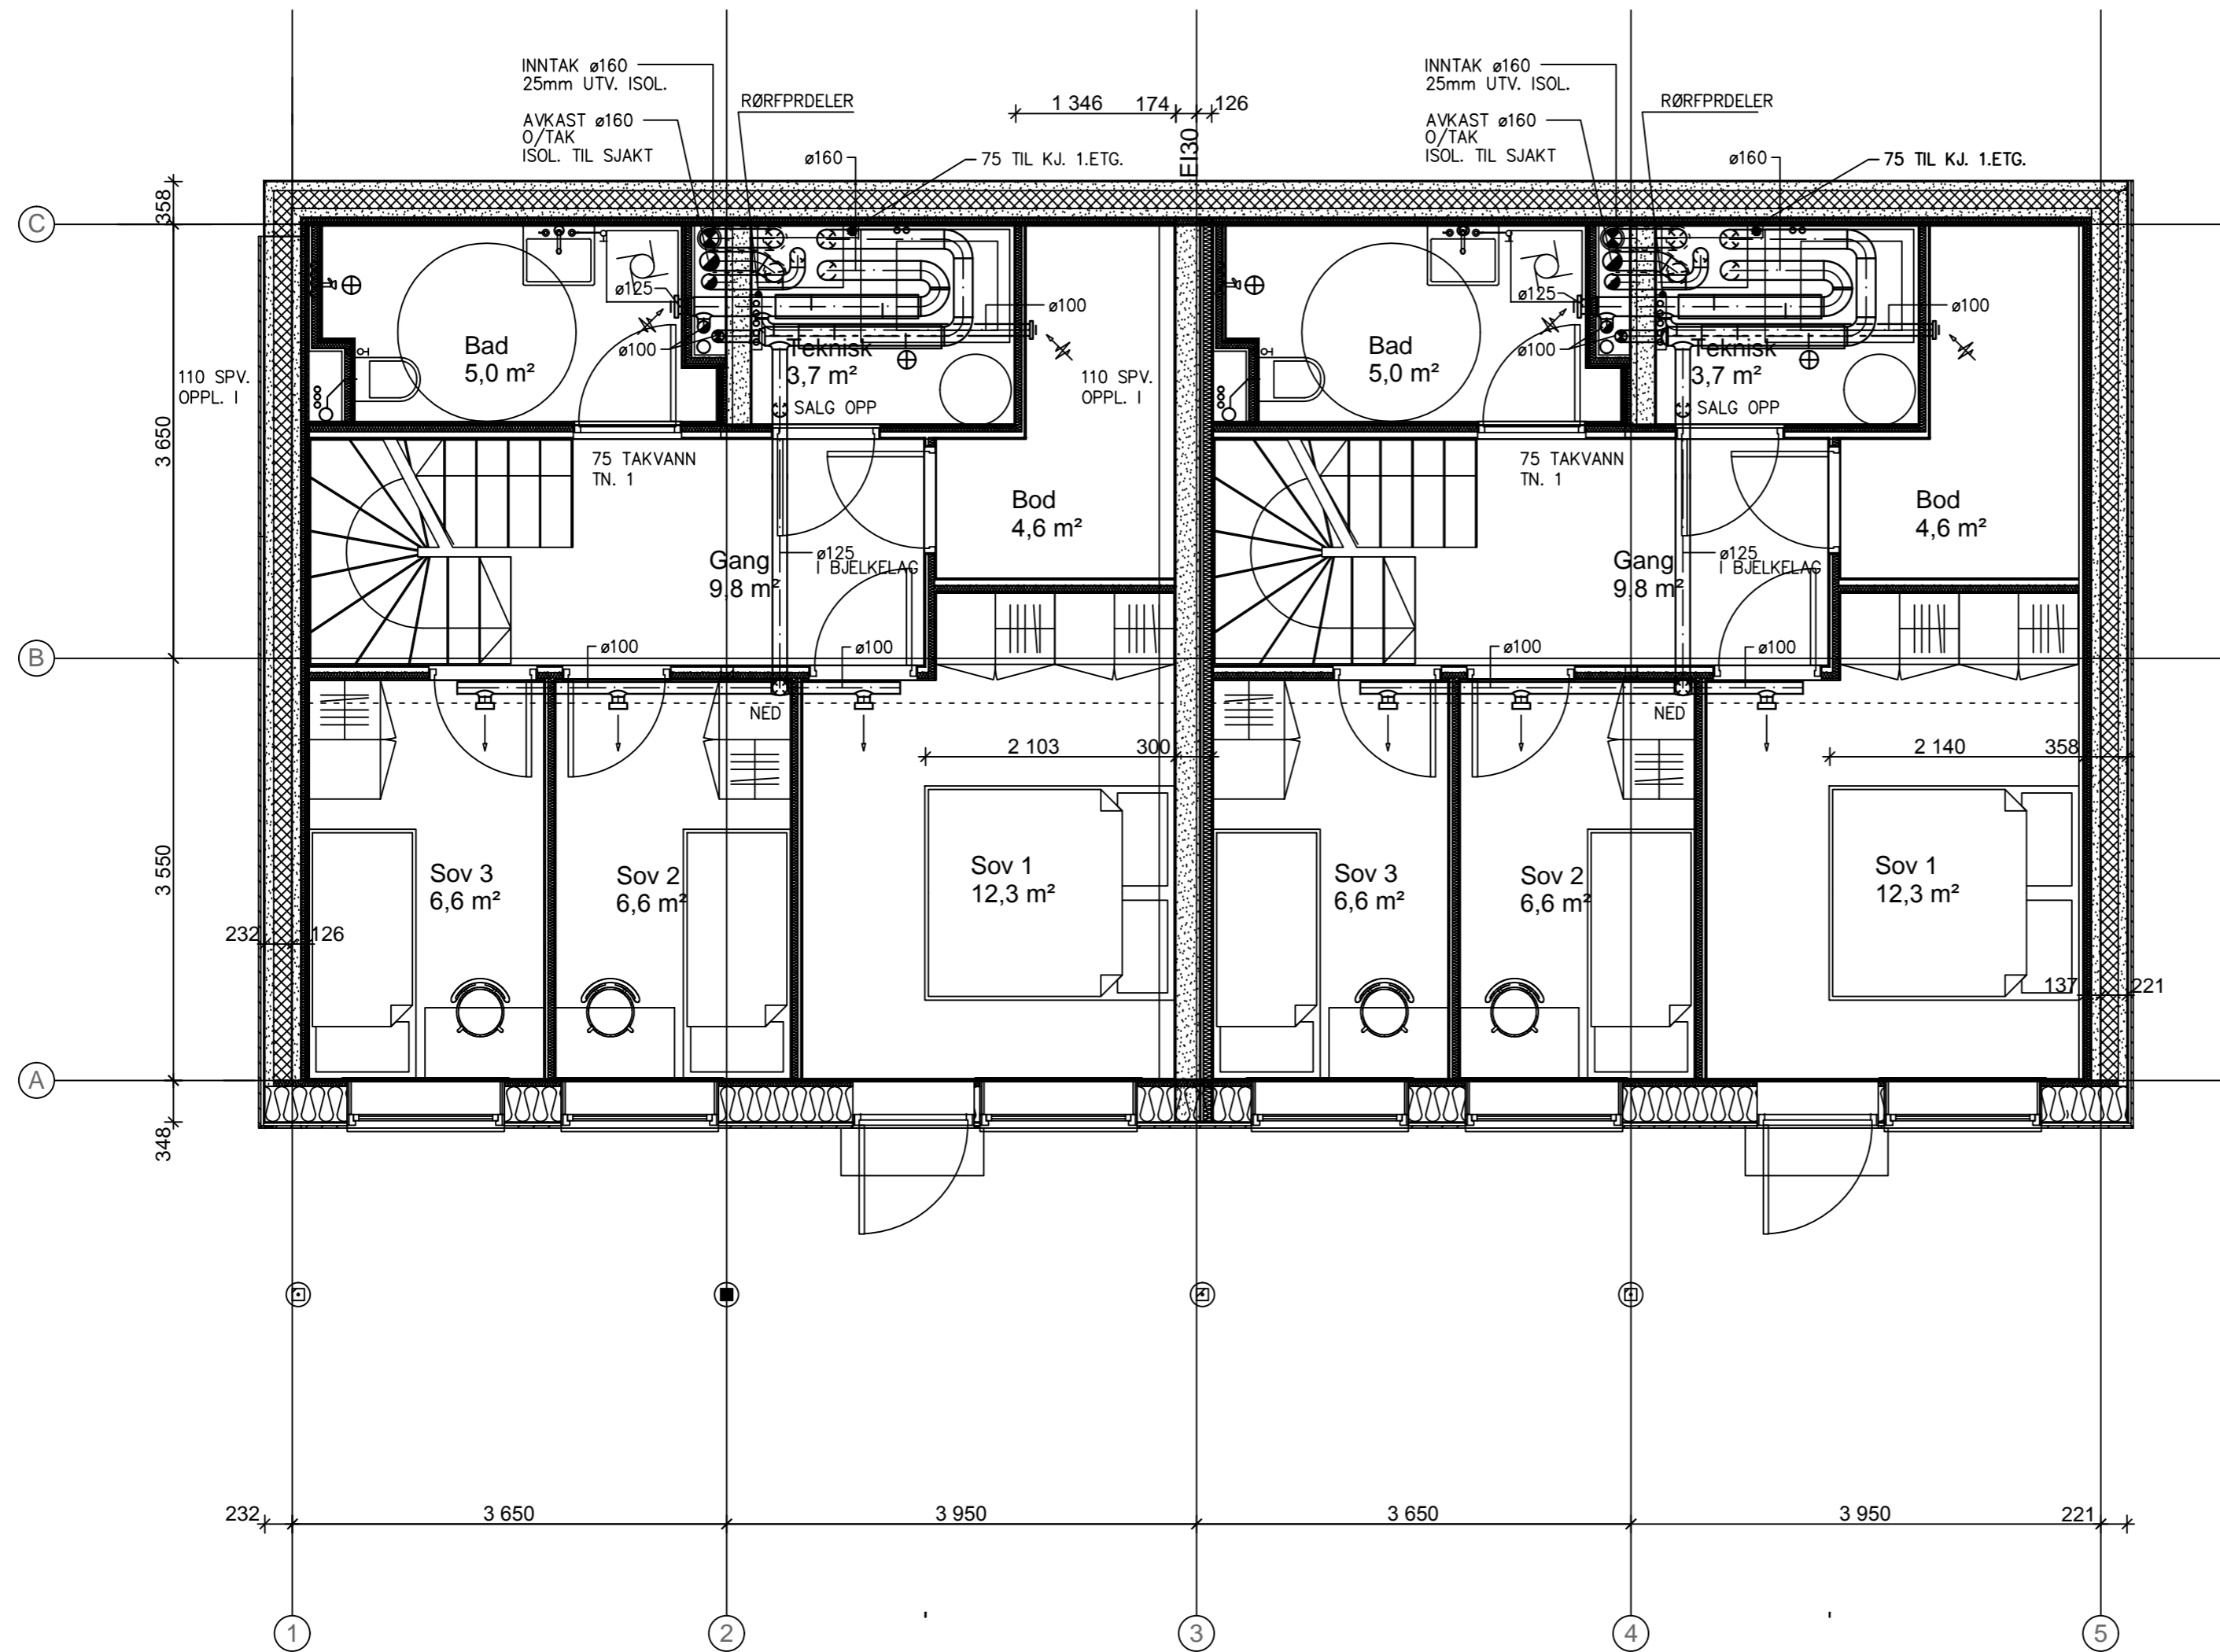 INNTAK ø160
25mm UTV. ISOL.
AVKAST ø160
O/TAK
ISOL. TIL SJAKT
RØRFPRDELER
ø160
75 TIL KJ. 1.ETG.
1 346
174
126
EI30
INNTAK ø160
25mm UTV. ISOL.
AVKAST ø160
O/TAK
ISOL. TIL SJAKT
RØRFPRDELER
ø160
75 TIL KJ. 1.ETG.
358
C
ø125
ø100
ø100
Bad
5,0 m²
Teknisk
3,7 m²
SALG OPP
110 SPV.
OPPL. I
110 SPV.
OPPL. I
ø125
ø100
ø100
Bad
5,0 m²
Teknisk
3,7 m²
SALG OPP
3 650
75 TAKVANN
TN. 1
Bod
4,6 m²
Gang
9,8 m²
ø125
I BJELKELAG
75 TAKVANN
TN. 1
Bod
4,6 m²
Gang
9,8 m²
ø125
I BJELKELAG
B
ø100
ø100
ø100
ø100
NED
NED
2 103
300
2 140
358
3 550
Sov 3
6,6 m²
Sov 2
6,6 m²
Sov 1
12,3 m²
Sov 3
6,6 m²
Sov 2
6,6 m²
Sov 1
12,3 m²
232
126
137
221
A
348
232
3 650
3 950
3 650
3 950
221
1
2
3
4
5